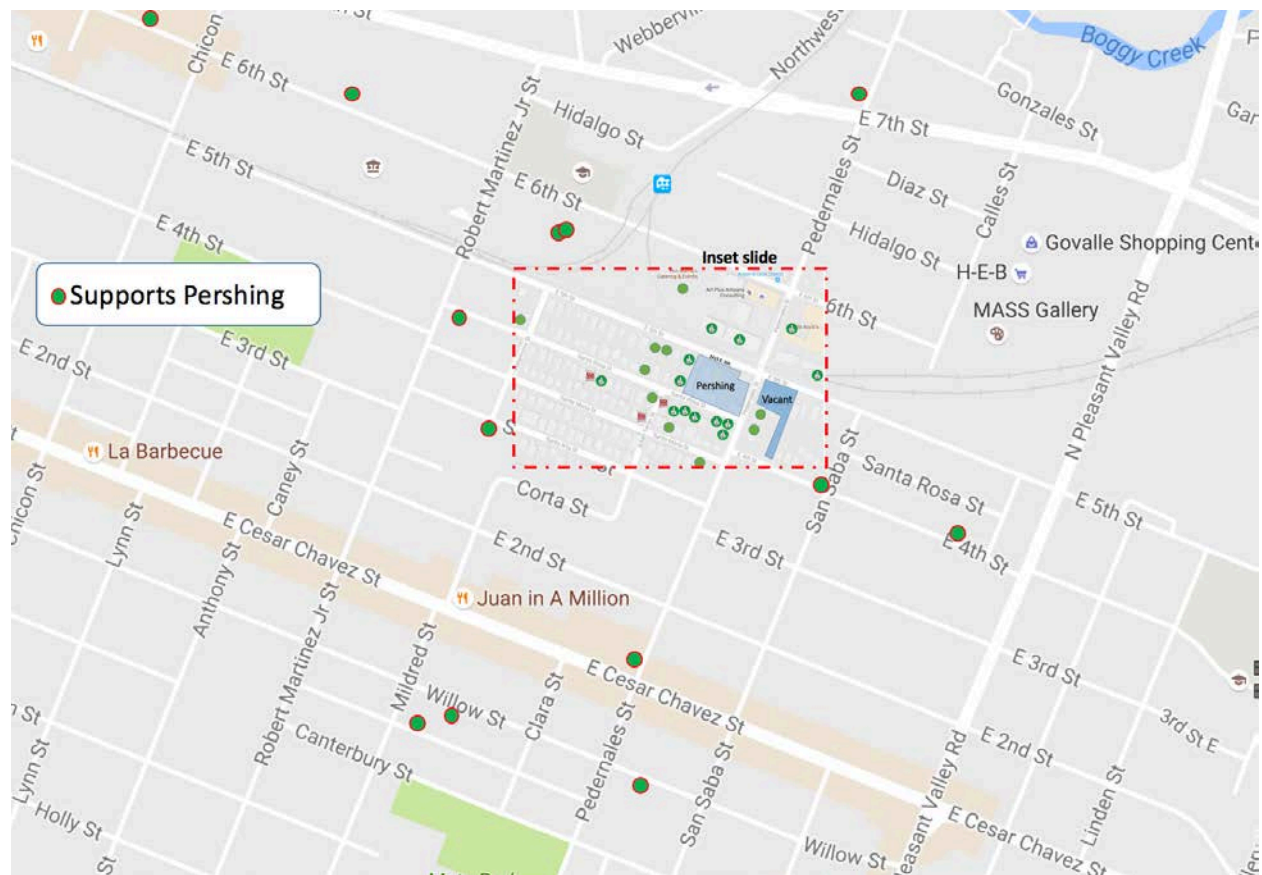 Chicon
E 6th St
Webbervil
Northwest
Boggy Creek
Robert Martinez Jr St
Hidalgo St
E 7th St
Gonzales St
Gar
E 5th St
E 6th St
Pedernales St
Diaz St
Calles St
Hidalgo St
Govalle Shopping Cent
H-E-B
MASS Gallery
E 4th St
Inset slide
6th St
Supports Pershing
E 3rd St
E 2nd St
Pershing
Vacant
N Pleasant Valley Rd
La Barbecue
Caney St
Corta St
San Saba St
Santa Rosa St
E 5th St
Chicon St
Lynn St
Anthony St
E Cesar Chavez St
E 2nd St
E 3rd St
E 4th St
Juan in A Million
Robert Martinez Jr St
Mildred St
Willow St
Clara St
E Cesar Chavez St
E 3rd St
3rd St E
Canterbury St
Pedernales St
San Saba St
E 2nd St
Lynn St
Holly St
Pleasant Valley Rd
Linden St
E Cesar Chavez St
Willow St